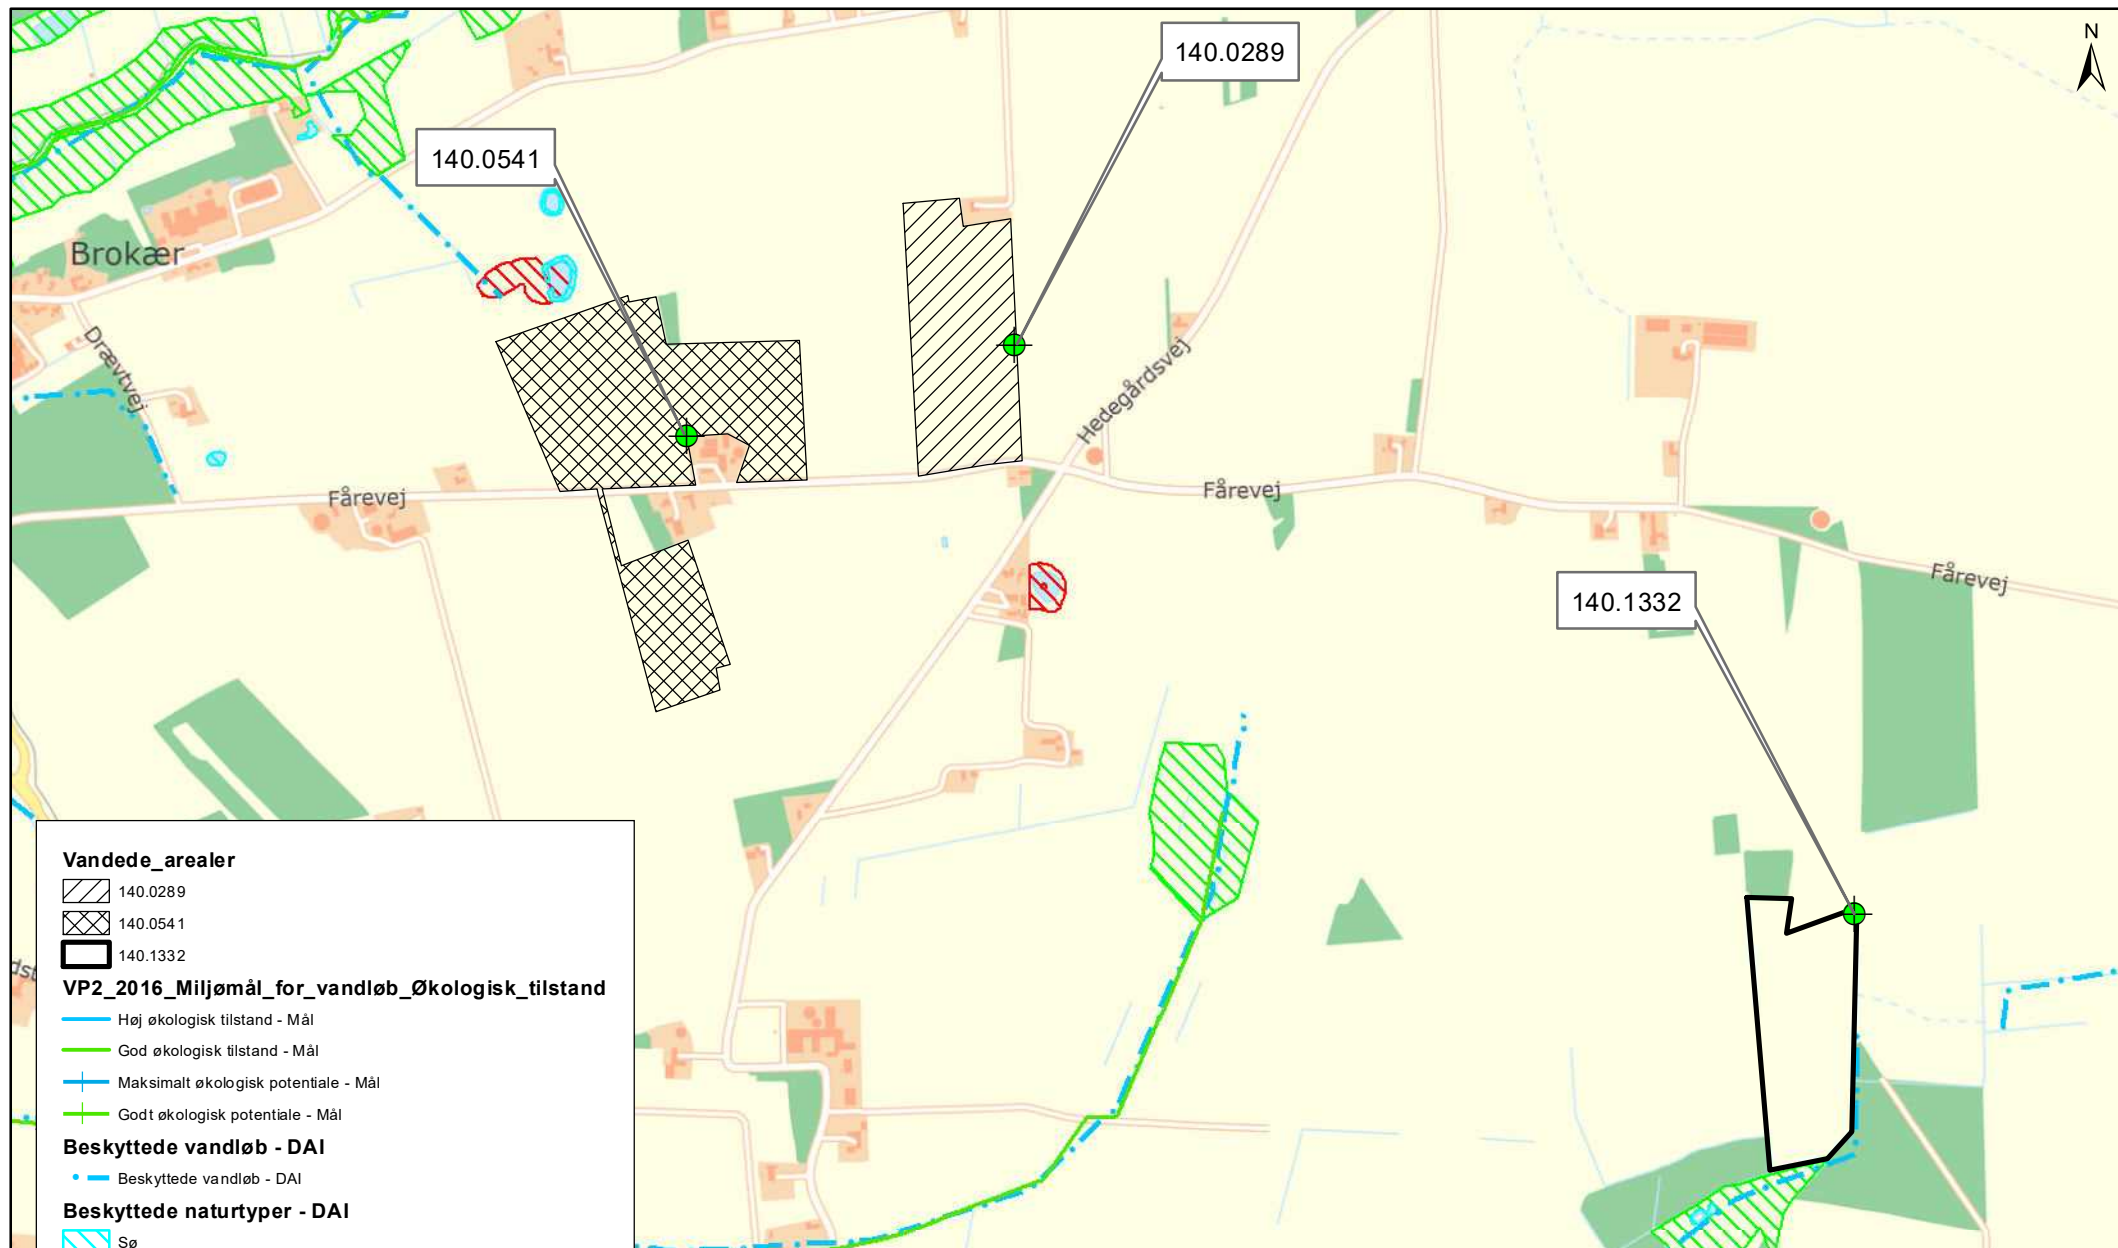 N
140.0289
140.0541
Brokær
Drævtvej
Hedegårdsvej
Fårevej
Fårevej
Fårevej
140.1332
Vandede_arealer
140.0289
140.0541
140.1332
VP2_2016_Miljømål_for_vandløb_Økologisk_tilstand
Høj økologisk tilstand - Mål
God økologisk tilstand - Mål
Maksimalt økologisk potentiale - Mål
Godt økologisk potentiale - Mål
Beskyttede vandløb - DAI
Beskyttede vandløb - DAI
Beskyttede naturtyper - DAI
Sø